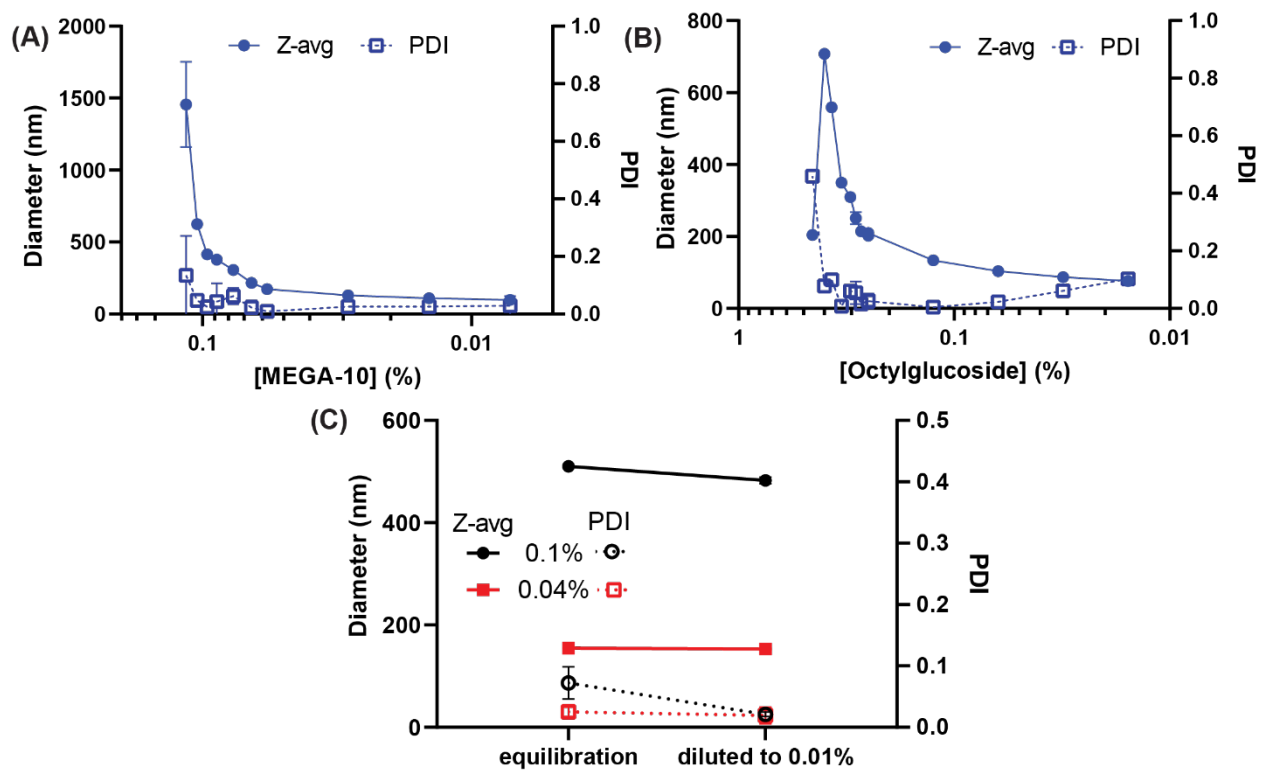 (A)
Z-avg PDI
2000
1500
1000
500
0
Diameter (nm)
1.0
0.8
0.6
0.4
0.2
0.0
PDI
0.1 0.01
[MEGA-10] (%)
(B)
Z-avg PDI
800
600
400
200
0
Diameter (nm)
1.0
0.8
0.6
0.4
0.2
0.0
PDI
1 0.1 0.01
[Octylglucoside] (%)
(C)
600
400
200
0
Diameter (nm)
Z-avg PDI
0.1%
0.04%
0.5
0.4
0.3
0.2
0.1
0.0
PDI
equilibration diluted to 0.01%